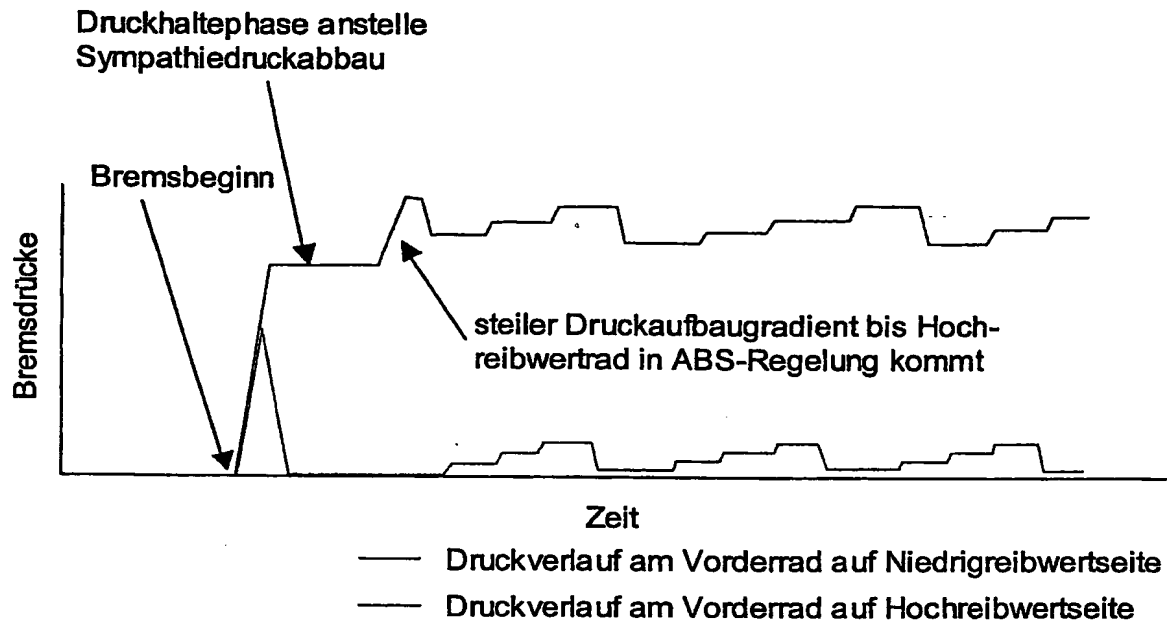 Druckhaltephase anstelle
Sympathiedruckabbau
Bremsbeginn
Bremsdrücke
steiler Druckaufbaugradient bis Hoch-
reibwertrad in ABS-Regelung kommt
Zeit
Druckverlauf am Vorderrad auf Niedrigreibwertseite
Druckverlauf am Vorderrad auf Hochreibwertseite